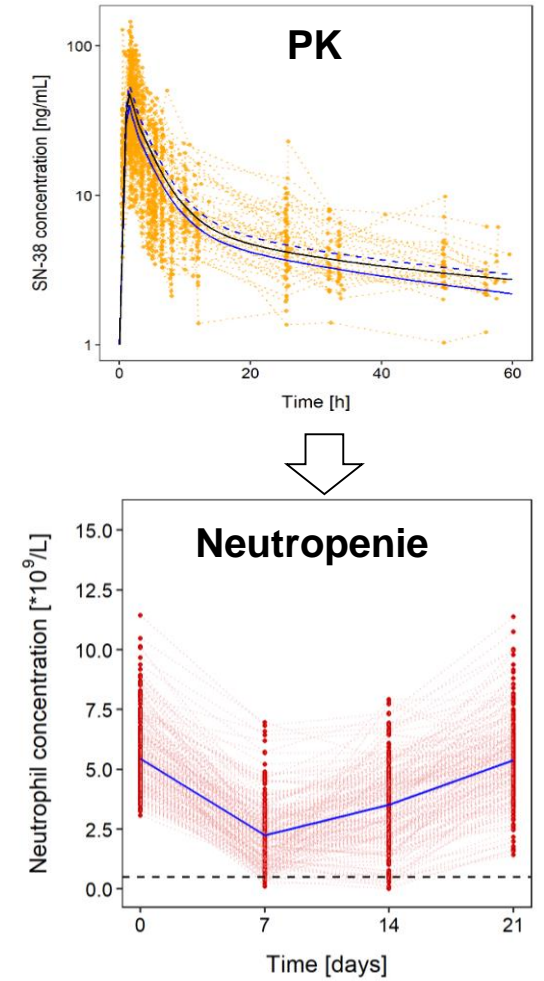 PK
SN-38 concentration [ng/mL]
100
10
1
0 20 40 60
Time [h]
Neutropenie
Neutrophil concentration [*10⁹/L]
15.0
12.5
10.0
7.5
5.0
2.5
0.0
0 7 14 21
Time [days]